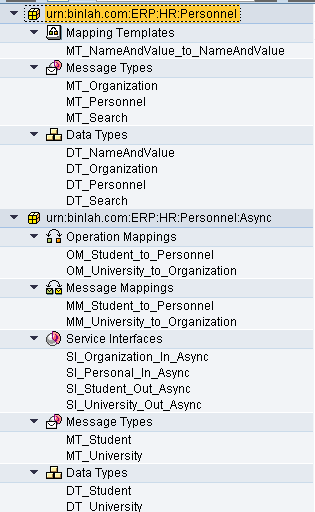 urn:binlah.com:ERP:HR:Personnel
Mapping Templates
MT_NameAndValue_to_NameAndValue
Message Types
MT_Organization
MT_Personnel
MT_Search
Data Types
DT_NameAndValue
DT_Organization
DT_Personnel
DT_Search
urn:binlah.com:ERP:HR:Personnel:Async
Operation Mappings
OM_Student_to_Personnel
OM_University_to_Organization
Message Mappings
MM_Student_to_Personnel
MM_University_to_Organization
Service Interfaces
SI_Organization_In_Async
SI_Personal_In_Async
SI_Student_Out_Async
SI_University_Out_Async
Message Types
MT_Student
MT_University
Data Types
DT_Student
DT_University